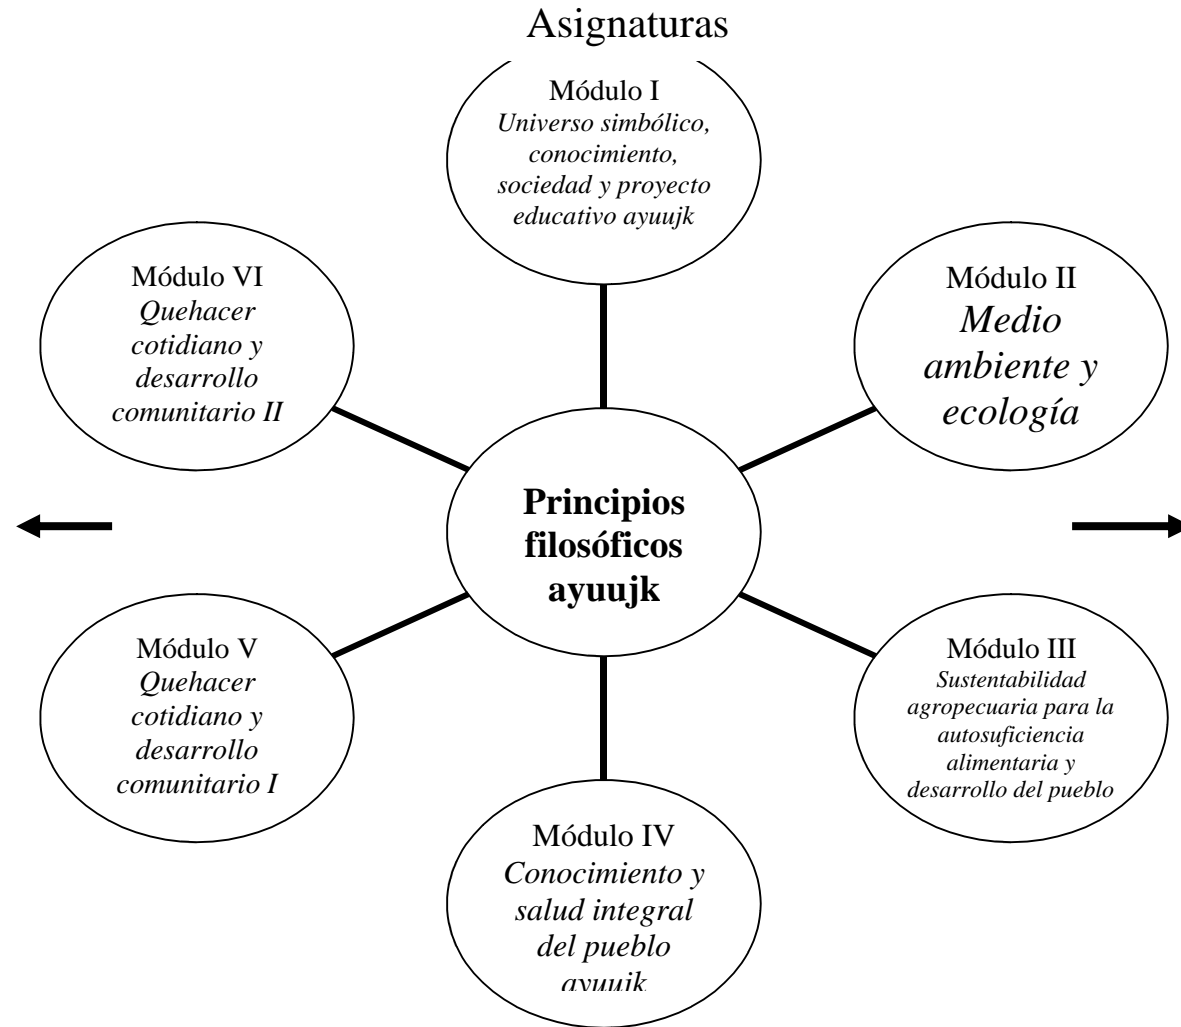 Asignaturas
Módulo I
Universo simbólico,
conocimiento,
sociedad y proyecto
educativo ayuujk
Módulo VI
Quehacer
cotidiano y
desarrollo
comunitario II
Módulo II
Medio
ambiente y
ecología
Principios
filosóficos
ayuujk
Módulo V
Quehacer
cotidiano y
desarrollo
comunitario I
Módulo III
Sustentabilidad
agropecuaria para la
autosuficiencia
alimentaria y
desarrollo del pueblo
Módulo IV
Conocimiento y
salud integral
del pueblo
ayuujk